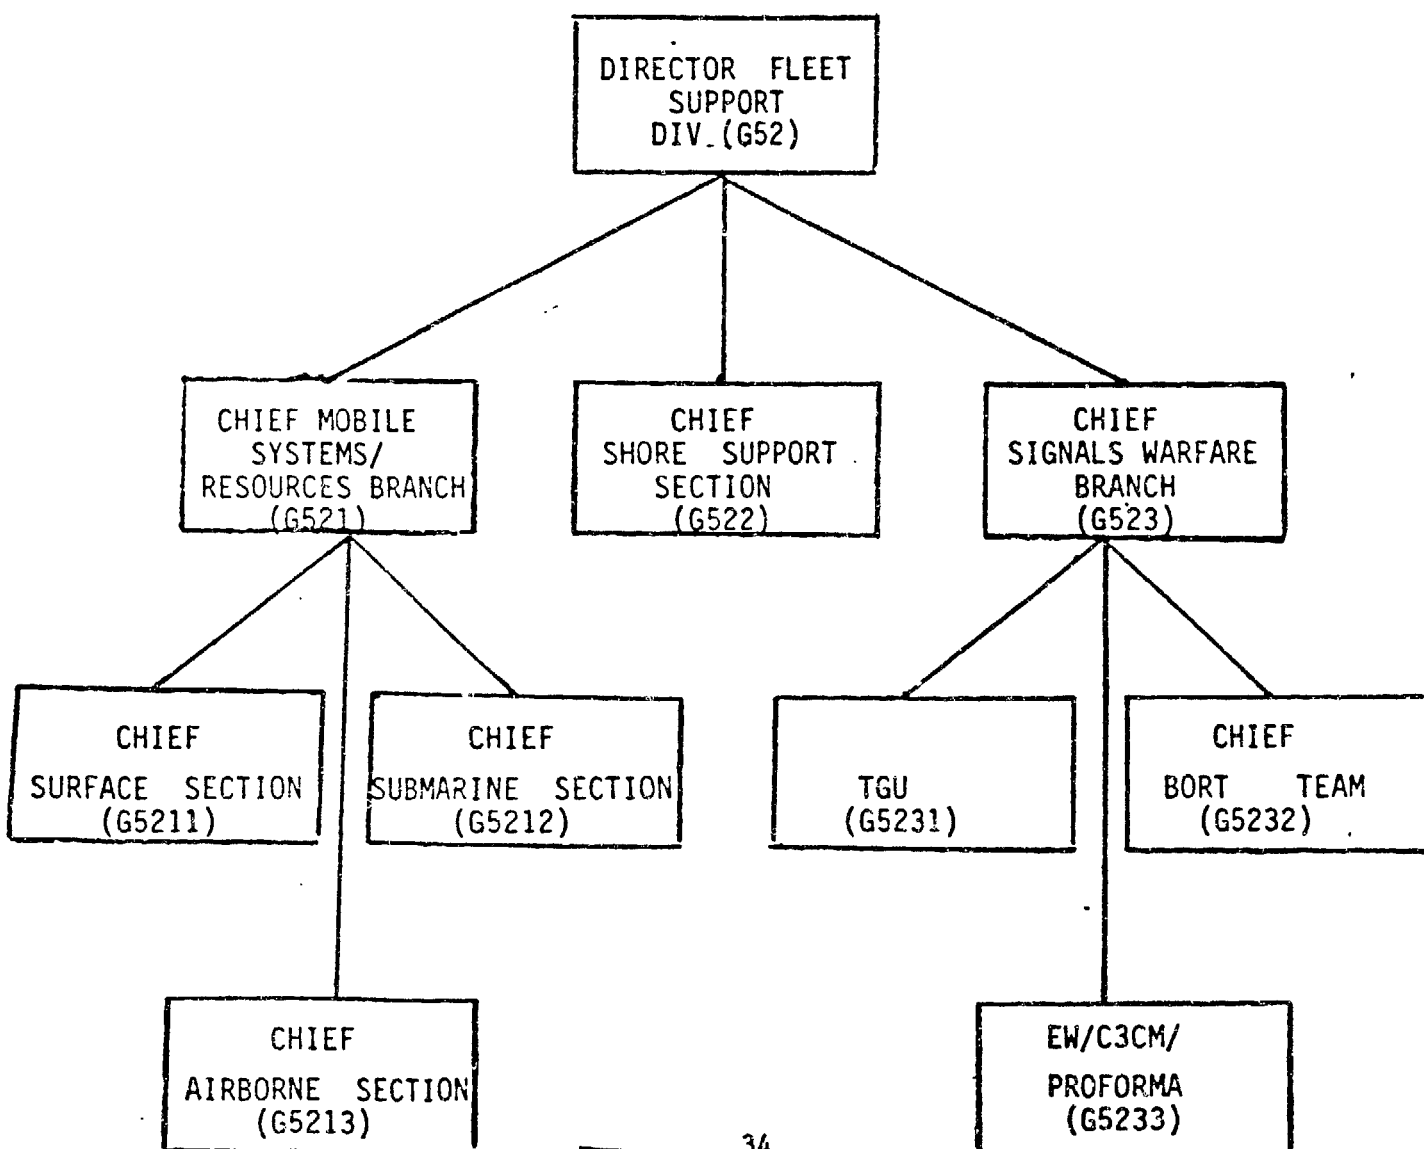 DIRECTOR FLEET
SUPPORT
DIV. (G52)
CHIEF MOBILE
SYSTEMS/
RESOURCES BRANCH
(G521)
CHIEF
SHORE SUPPORT
SECTION
(G522)
CHIEF
SIGNALS WARFARE
BRANCH
(G523)
CHIEF
SURFACE SECTION
(G5211)
CHIEF
SUBMARINE SECTION
(G5212)
TGU
(G5231)
CHIEF
BORT TEAM
(G5232)
CHIEF
AIRBORNE SECTION
(G5213)
EW/C3CM/
PROFORMA
(G5233)
34